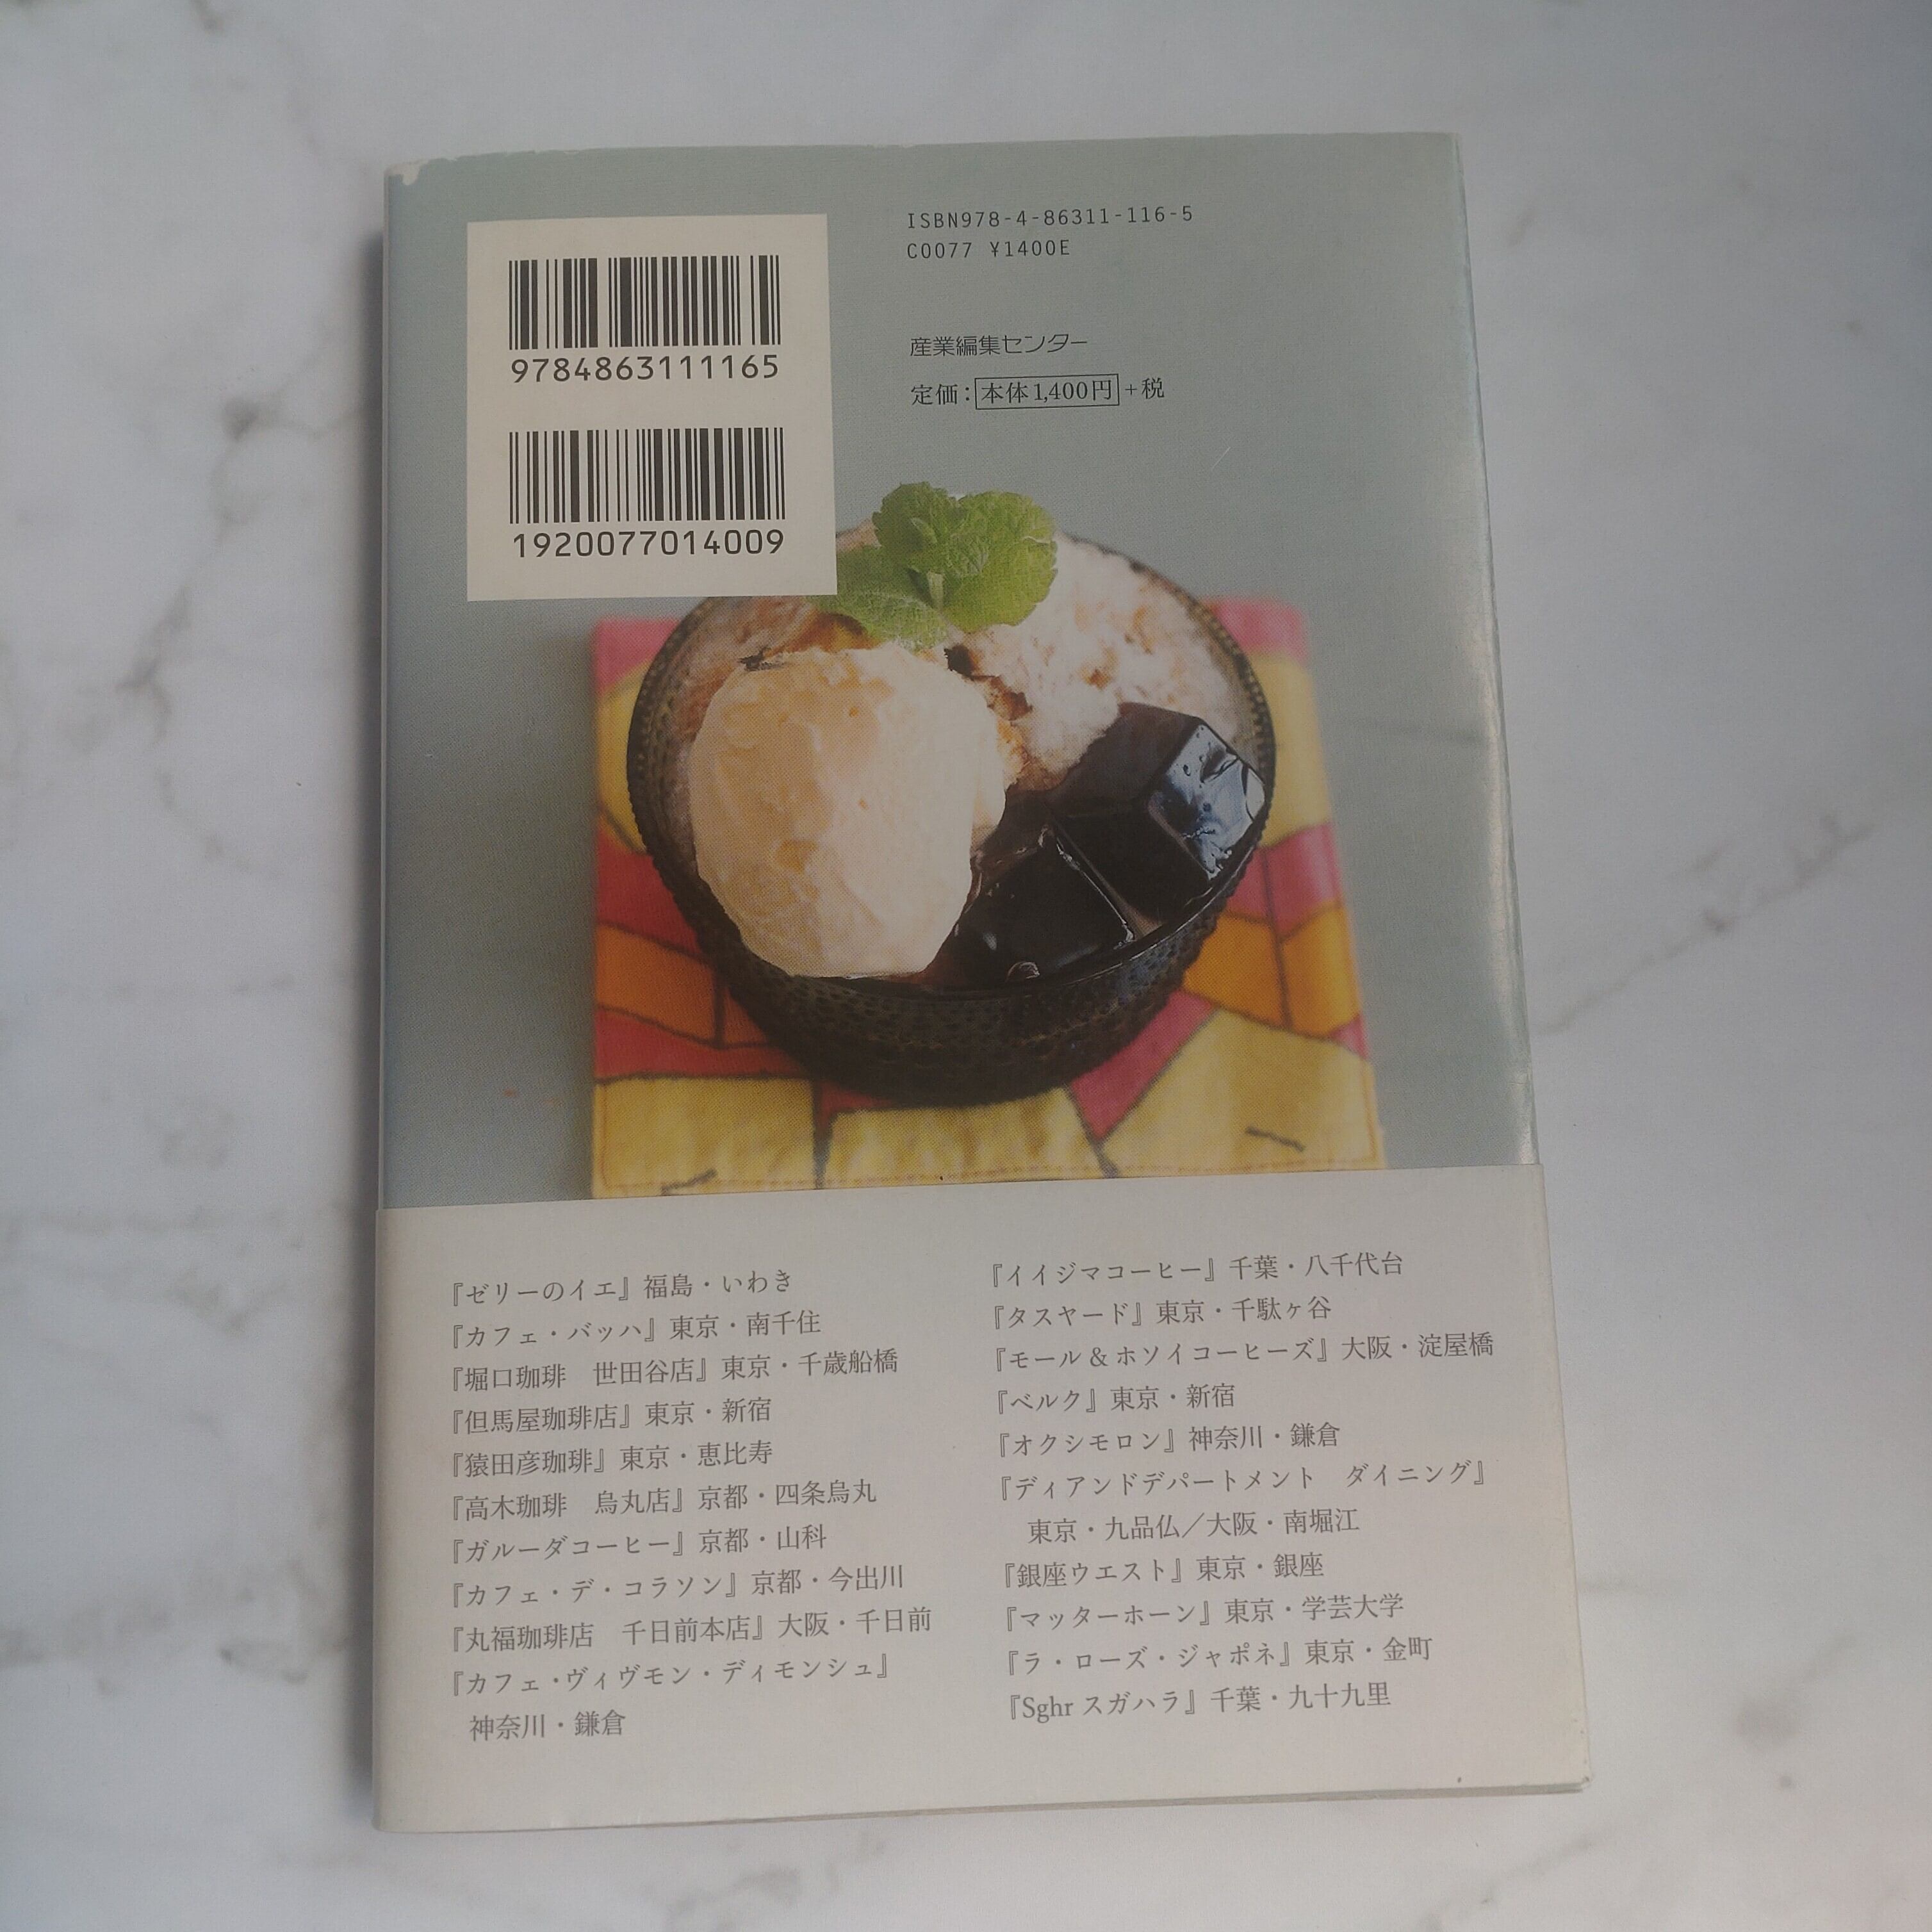 9784863111165
1920077014009
ISBN978-4-86311-116-5
C0077 ¥1400E
産業編集センター
定価：本体1,400円+税
『ゼリーのイエ』福島・いわき
『カフェ・バッハ』東京・南千住
『堀口珈琲　世田谷店』東京・千歳船橋
『但馬屋珈琲店』東京・新宿
『猿田彦珈琲』東京・恵比寿
『高木珈琲　烏丸店』京都・四条烏丸
『ガルーダコーヒー』京都・山科
『カフェ・デ・コラソン』京都・今出川
『丸福珈琲店　千日前本店』大阪・千日前
『カフェ・ヴィヴモン・ディモンシュ』
神奈川・鎌倉
『イイジマコーヒー』千葉・八千代台
『タスヤード』東京・千駄ヶ谷
『モール&ホソイコーヒーズ』大阪・淀屋橋
『ベルク』東京・新宿
『オクシモロン』神奈川・鎌倉
『ディアンドデパートメント　ダイニング』
東京・九品仏／大阪・南堀江
『銀座ウエスト』東京・銀座
『マッターホーン』東京・学芸大学
『ラ・ローズ・ジャポネ』東京・金町
『Sghr スガハラ』千葉・九十九里